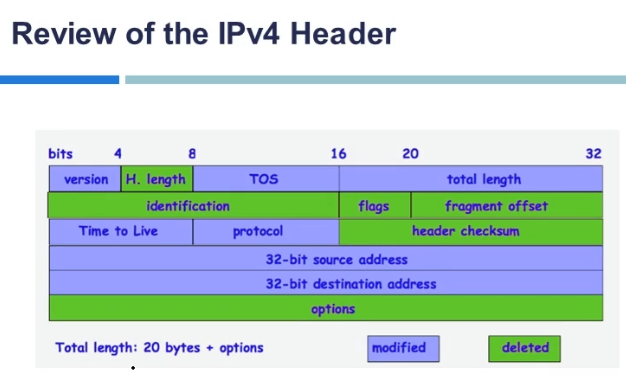 Review of the IPv4 Header
bits 4 8 16 20 32
version H. length TOS total length
identification flags fragment offset
Time to Live protocol header checksum
32-bit source address
32-bit destination address
options
Total length: 20 bytes + options modified deleted